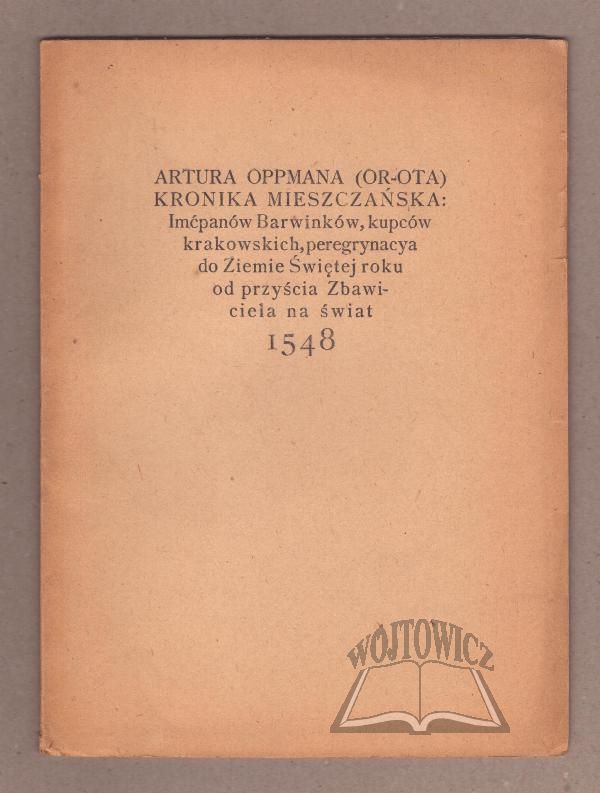 ARTURA OPPMANA (OR-OTA)
KRONIKA MIESZCZAŃSKA:
Imćpanów Barwinków, kupców
krakowskich, peregrynacya
do Ziemie Świętej roku
od przyścia Zbawi-
ciela na świat
1548
WÓJTOWICZ